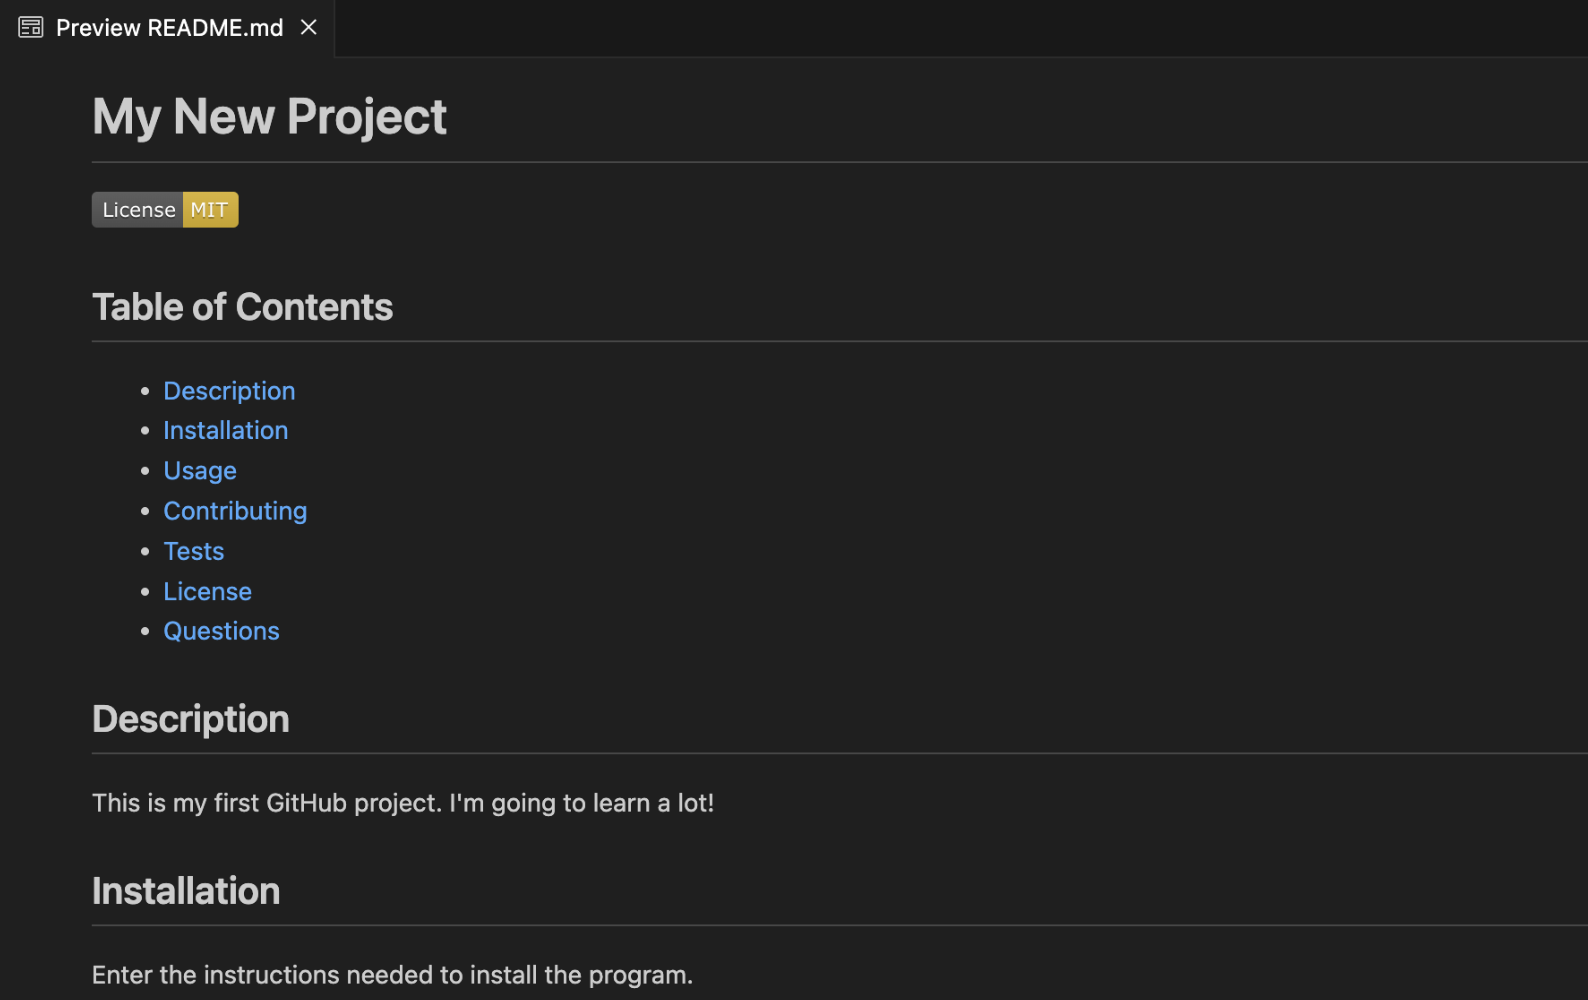 Preview README.md
My New Project
License MIT
Table of Contents
Description
Installation
Usage
Contributing
Tests
License
Questions
Description
This is my first GitHub project. I'm going to learn a lot!
Installation
Enter the instructions needed to install the program.